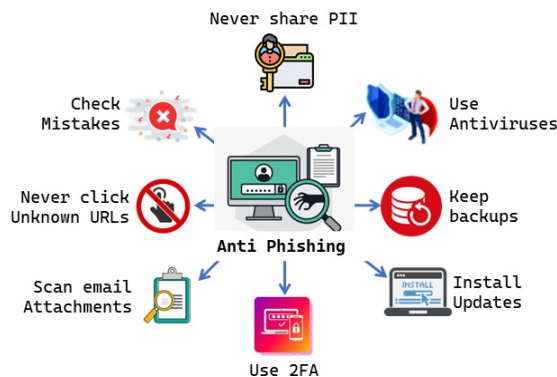 Never share PII
Check
Mistakes
Use
Antiviruses
Never click
Unknown URLs
Keep
backups
Anti Phishing
Scan email
Attachments
INSTALL
Install
Updates
Use 2FA